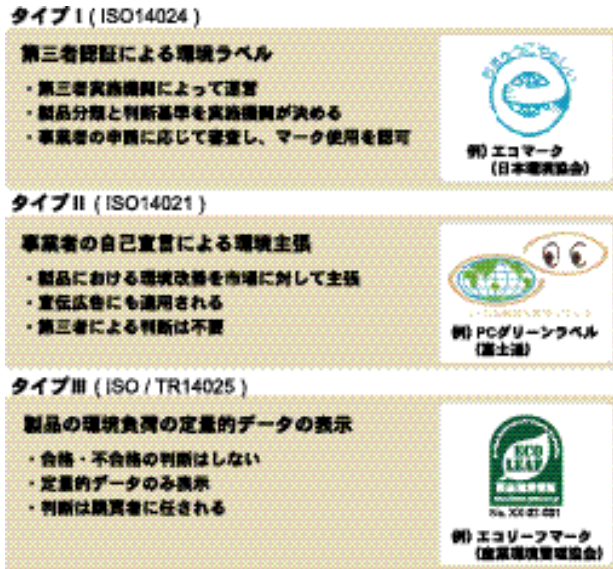 タイプI ( ISO14024 )
第三者認証による環境ラベル
・第三者実施機関によって運営
・製品分類と判断基準を実施機関が決める
・事業者の申請に応じて審査し、マーク使用を認可
例) エコマーク
(日本環境協会)
タイプII ( ISO14021 )
事業者の自己宣言による環境主張
・製品における環境改善を市場に対して主張
・宣伝広告にも適用される
・第三者による判断は不要
例) PCグリーンラベル
(富士通)
タイプIII ( ISO / TR14025 )
製品の環境負荷の定量的データの表示
・合格・不合格の判断はしない
・定量的データのみ表示
・判断は購買者に任される
ECO
LEAF
例) エコリーフマーク
(産業環境管理協会)